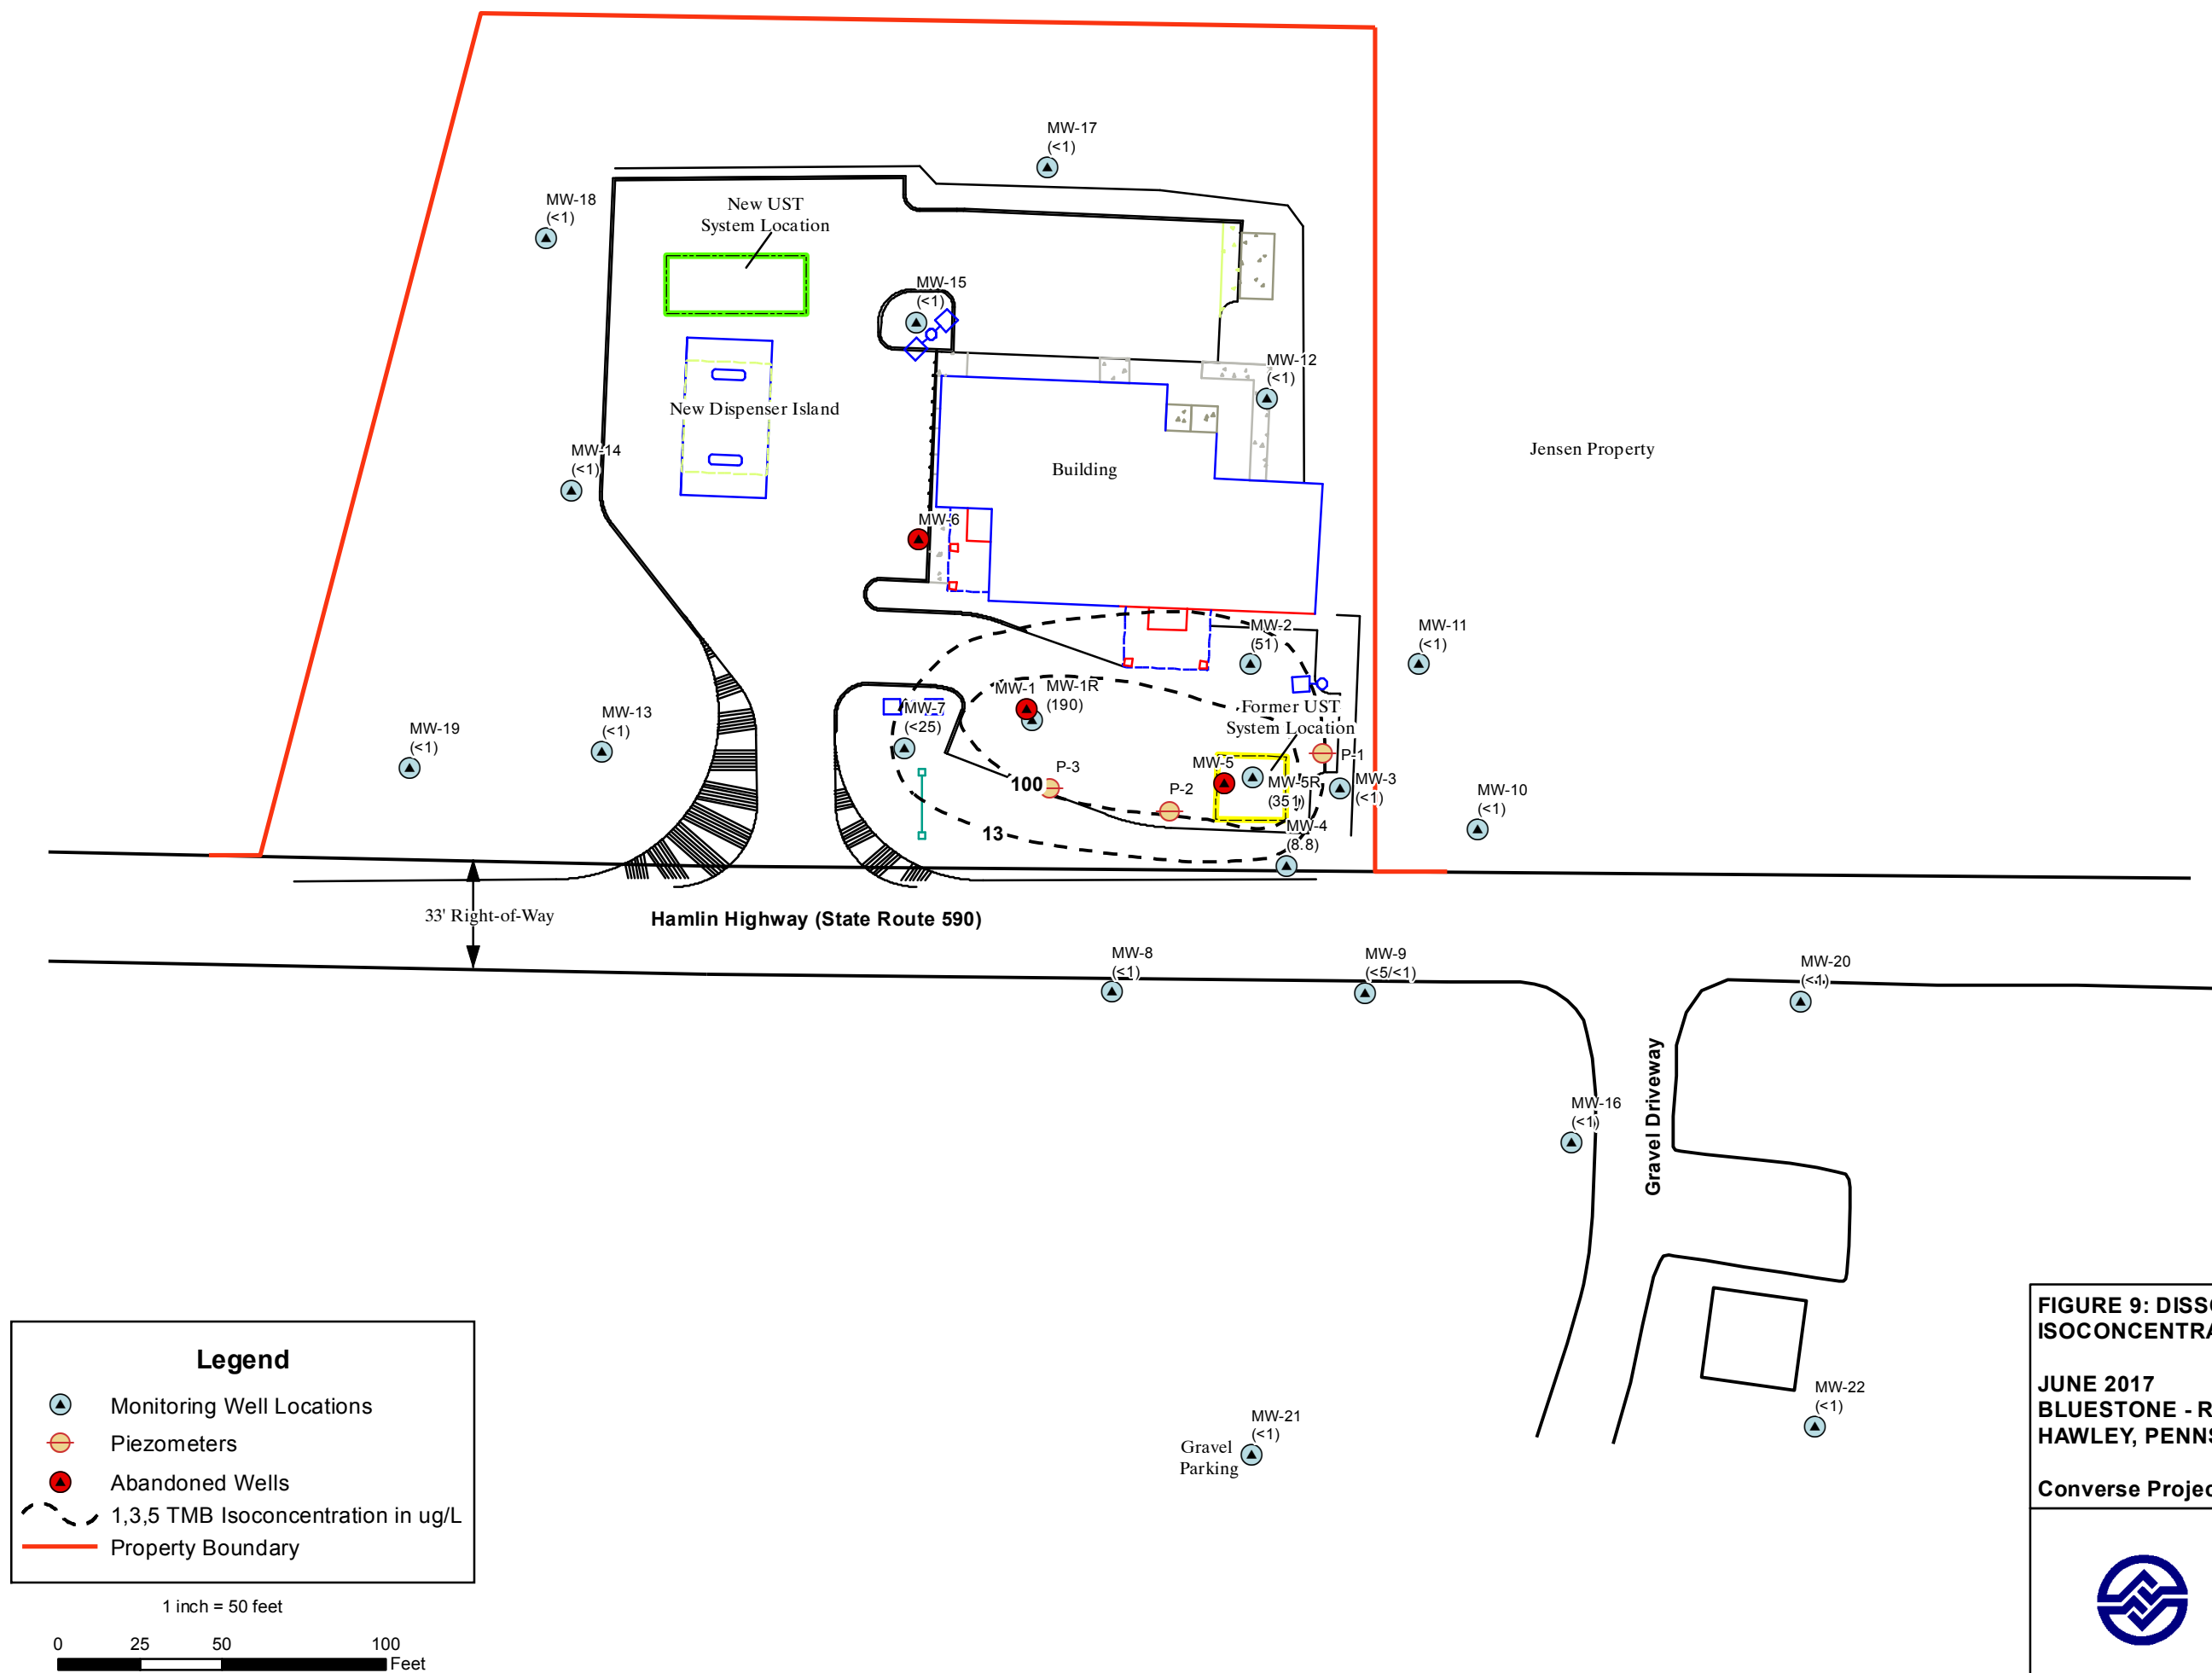 MW-17
(<1)
MW-18
(<1)
New UST
System Location
MW-15
(<1)
MW-12
(<1)
New Dispenser Island
Jensen Property
MW-14
(<1)
Building
MW-6
MW-2
(51)
MW-11
(<1)
MW-1
MW-1R
(190)
MW-7
(<25)
Former UST
System Location
MW-13
(<1)
MW-19
(<1)
P-1
P-3
100
MW-5
MW-5R
(351)
MW-3
(<1)
P-2
MW-10
(<1)
13
MW-4
(8.8)
33' Right-of-Way
Hamlin Highway (State Route 590)
MW-8
(<1)
MW-9
(<5/<1)
MW-20
(<1)
Gravel Driveway
MW-16
(<1)
MW-22
(<1)
MW-21
(<1)
Gravel
Parking
Legend
Monitoring Well Locations
Piezometers
Abandoned Wells
1,3,5 TMB Isoconcentration in ug/L
Property Boundary
1 inch = 50 feet
0 25 50 100
Feet
FIGURE 9: DISSO
ISOCONCENTRA
JUNE 2017
BLUESTONE - R
HAWLEY, PENNS
Converse Projec